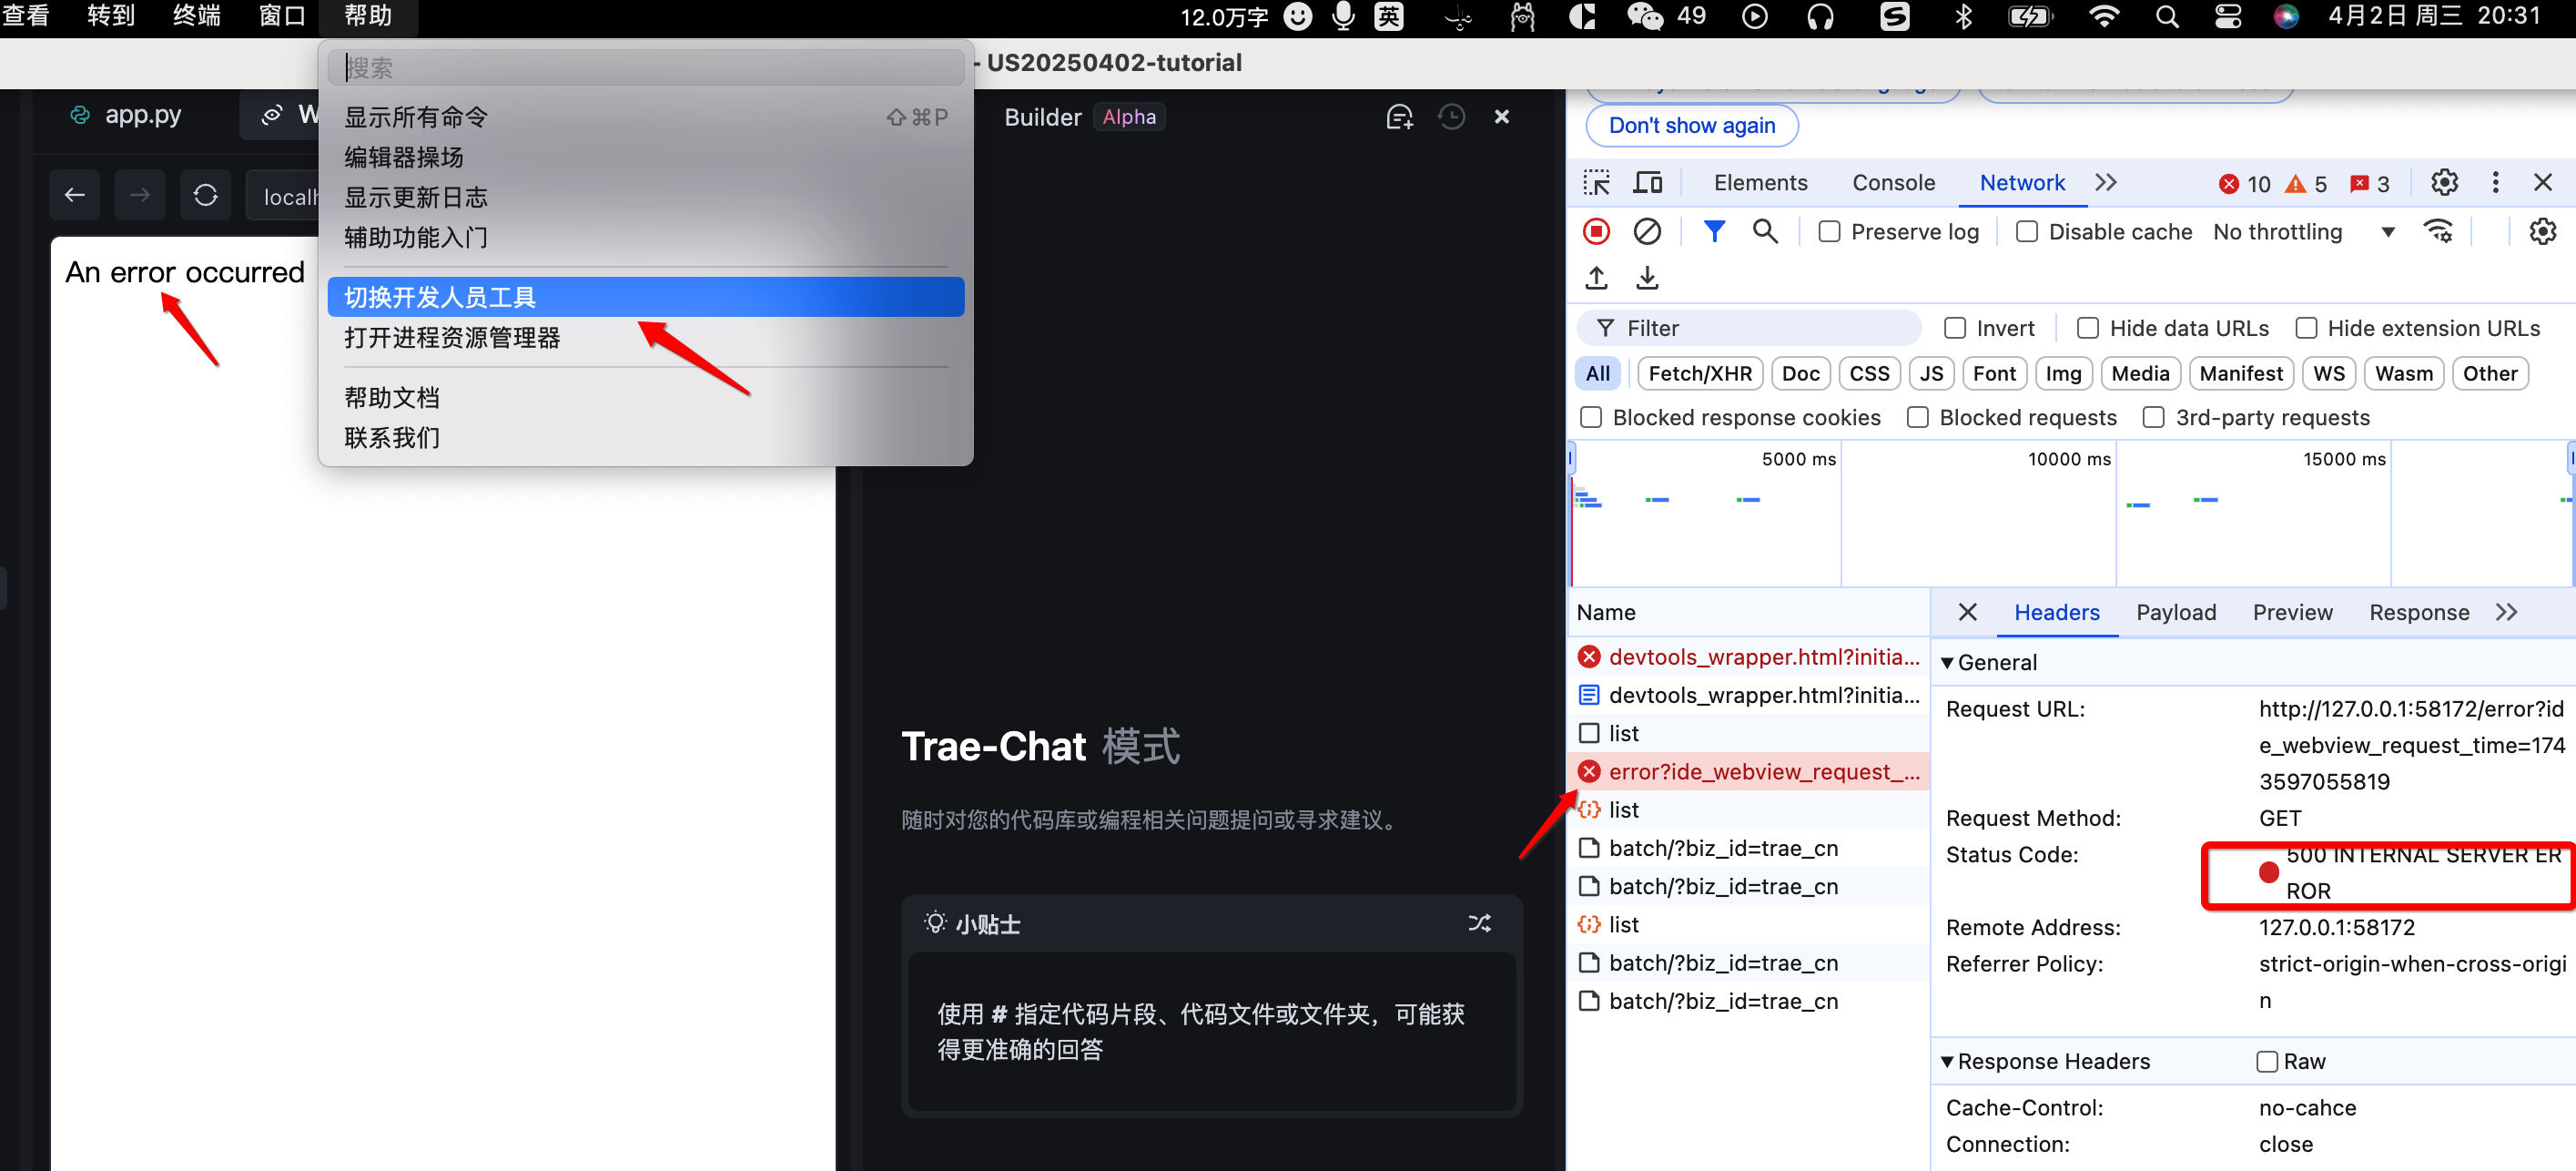 查看 转到 终端 窗口 帮助 12.0万字 英 49 4月2日 周三 20:31
- US20250402-tutorial
搜索
显示所有命令 ⇧⌘P
编辑器操场
显示更新日志
辅助功能入门
切换开发人员工具
打开进程资源管理器
帮助文档
联系我们
app.py W
localh
An error occurred
Builder Alpha
Trae-Chat 模式
随时对您的代码库或编程相关问题提问或寻求建议。
小贴士
使用 # 指定代码片段、代码文件或文件夹，可能获
得更准确的回答
Don't show again
Elements Console Network 10 5 3
Preserve log Disable cache No throttling
Filter Invert Hide data URLs Hide extension URLs
All Fetch/XHR Doc CSS JS Font Img Media Manifest WS Wasm Other
Blocked response cookies Blocked requests 3rd-party requests
5000 ms 10000 ms 15000 ms
Name
devtools_wrapper.html?initia...
devtools_wrapper.html?initia...
list
error?ide_webview_request_...
list
batch/?biz_id=trae_cn
batch/?biz_id=trae_cn
list
batch/?biz_id=trae_cn
batch/?biz_id=trae_cn
Headers Payload Preview Response
General
Request URL: http://127.0.0.1:58172/error?id
e_webview_request_time=174
3597055819
Request Method: GET
Status Code: 500 INTERNAL SERVER ER
ROR
Remote Address: 127.0.0.1:58172
Referrer Policy: strict-origin-when-cross-origi
n
Response Headers Raw
Cache-Control: no-cahce
Connection: close